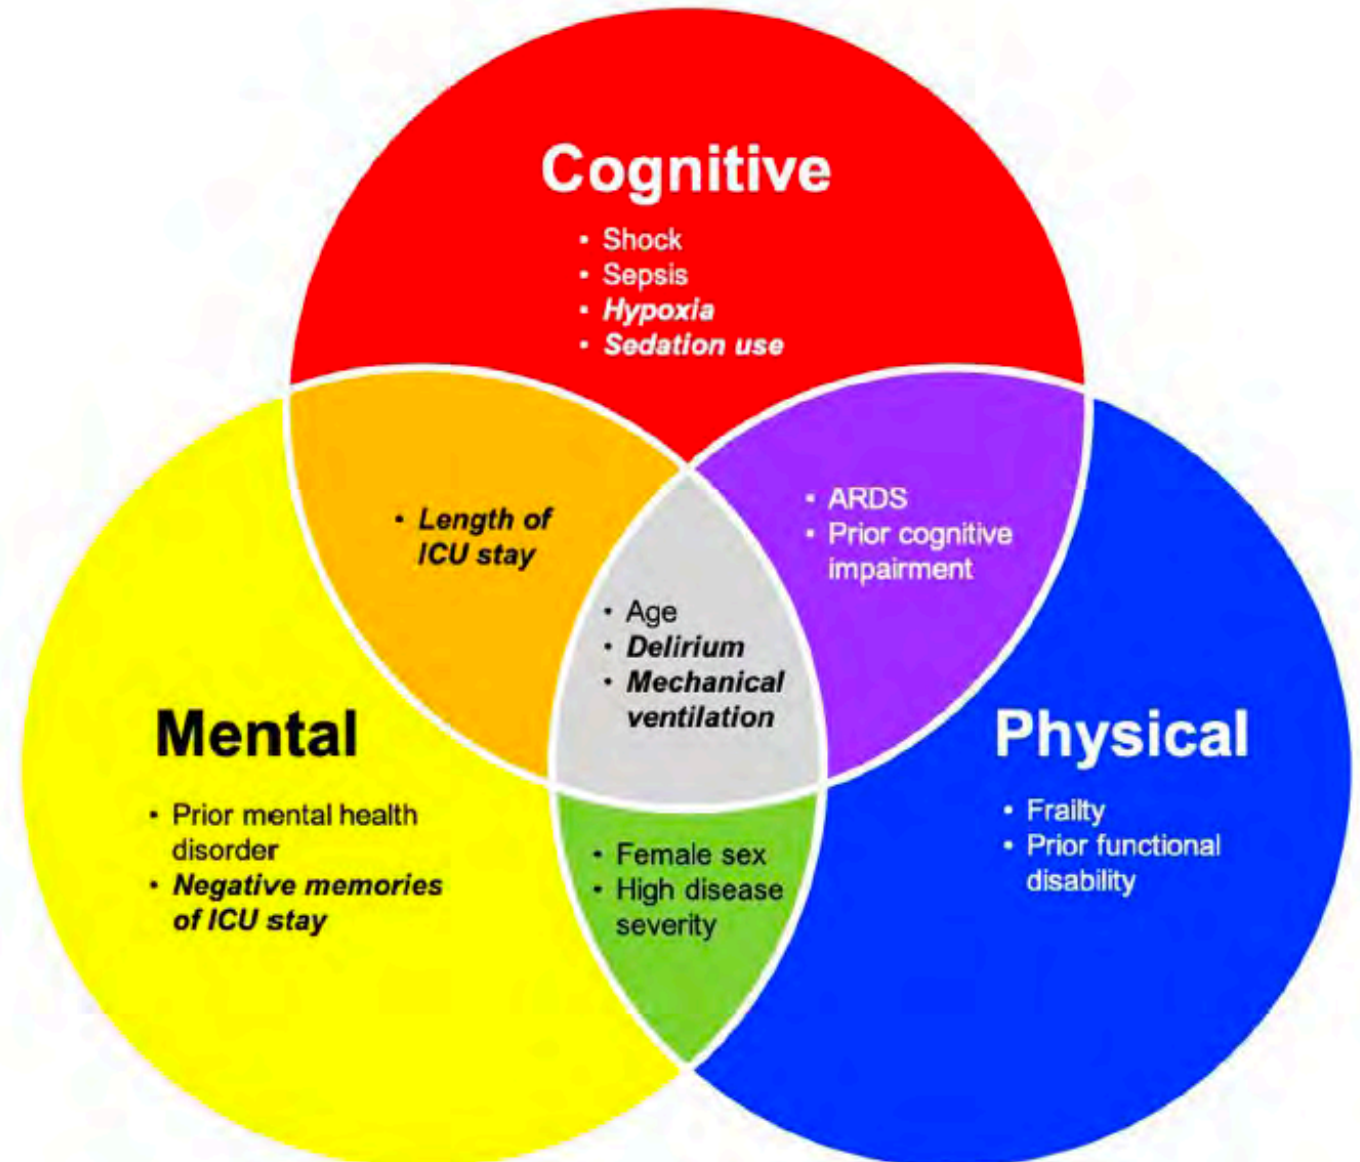 Cognitive
• Shock
• Sepsis
• Hypoxia
• Sedation use
• Length of
ICU stay
• ARDS
• Prior cognitive
impairment
• Age
• Delirium
• Mechanical
ventilation
Mental
• Prior mental health
disorder
• Negative memories
of ICU stay
Physical
• Frailty
• Prior functional
disability
• Female sex
• High disease
severity